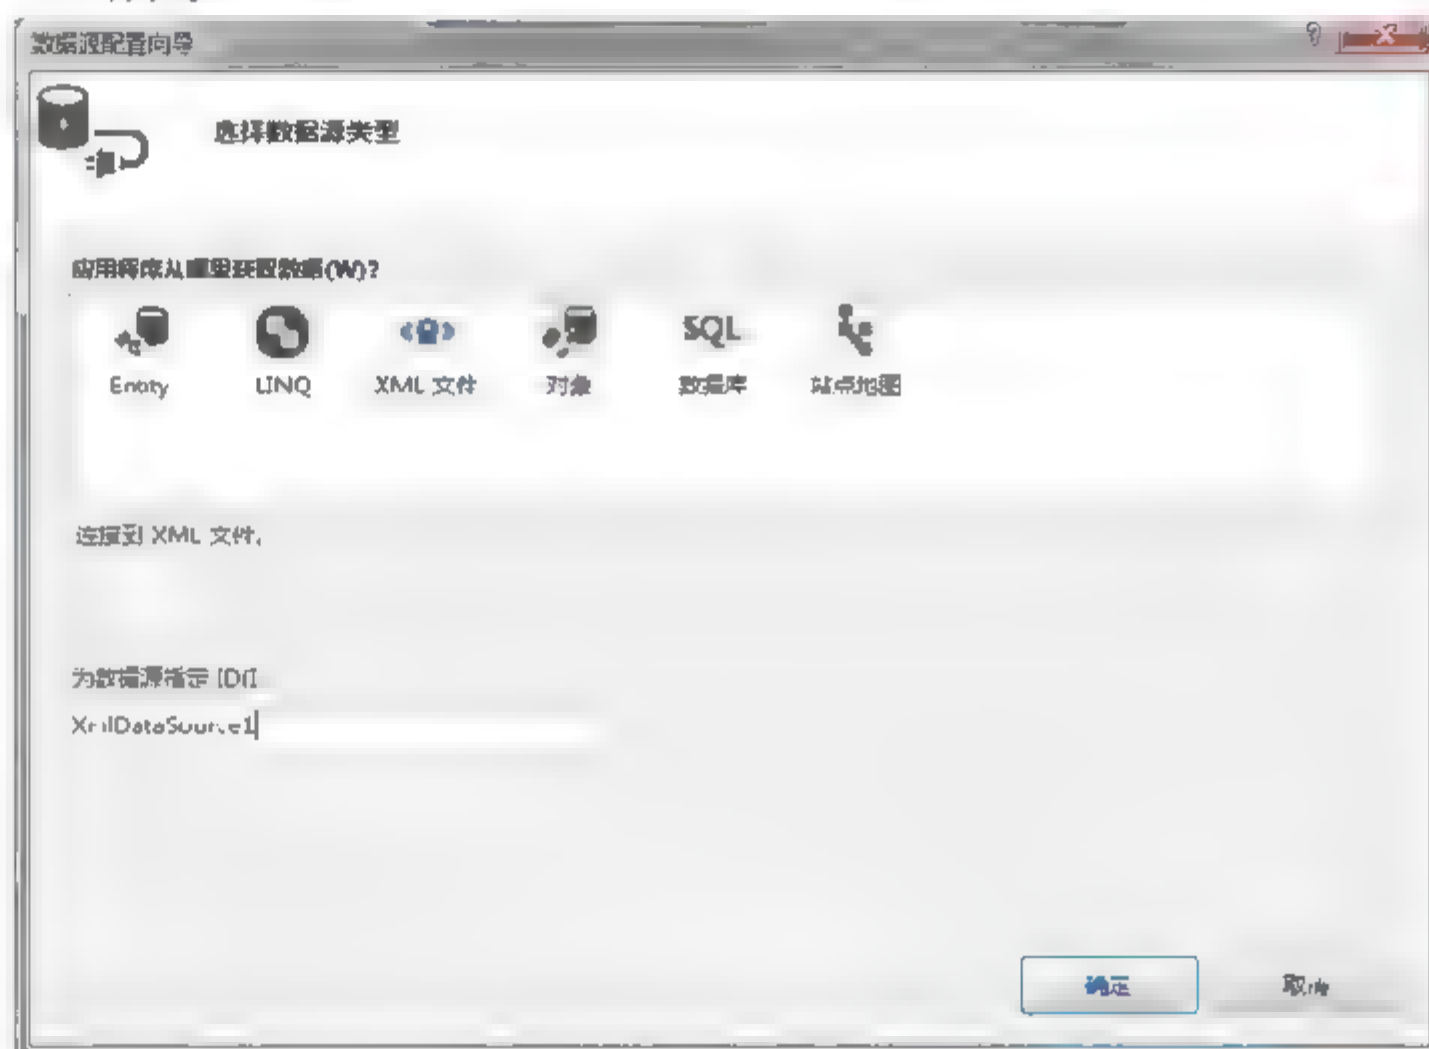 数据源配置向导
选择数据源类型
应用程序从哪里获取数据(W)?
SQL
Entity LINQ XML 文件 对象 数据库 站点地图
连接到 XML 文件。
为数据源指定 ID(I
XmlDataSource1
确定 取消